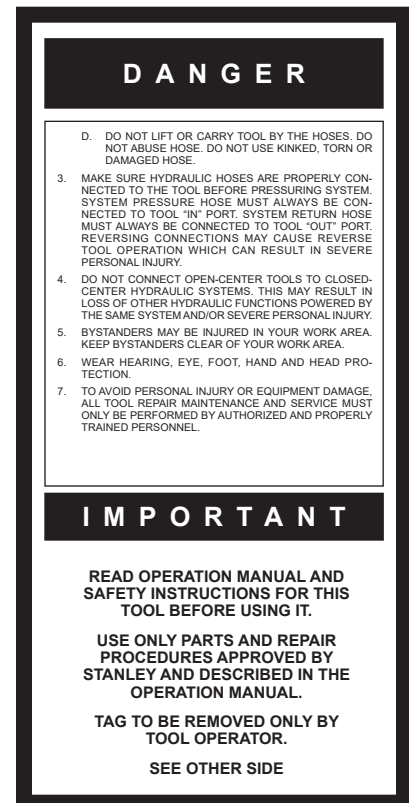 DANGER
D. DO NOT LIFT OR CARRY TOOL BY THE HOSES. DO
NOT ABUSE HOSE. DO NOT USE KINKED, TORN OR
DAMAGED HOSE.
3. MAKE SURE HYDRAULIC HOSES ARE PROPERLY CON-
NECTED TO THE TOOL BEFORE PRESSURING SYSTEM.
SYSTEM PRESSURE HOSE MUST ALWAYS BE CON-
NECTED TO TOOL “IN” PORT. SYSTEM RETURN HOSE
MUST ALWAYS BE CONNECTED TO TOOL “OUT” PORT.
REVERSING CONNECTIONS MAY CAUSE REVERSE
TOOL OPERATION WHICH CAN RESULT IN SEVERE
PERSONAL INJURY.
4. DO NOT CONNECT OPEN-CENTER TOOLS TO CLOSED-
CENTER HYDRAULIC SYSTEMS. THIS MAY RESULT IN
LOSS OF OTHER HYDRAULIC FUNCTIONS POWERED BY
THE SAME SYSTEM AND/OR SEVERE PERSONAL INJURY.
5. BYSTANDERS MAY BE INJURED IN YOUR WORK AREA.
KEEP BYSTANDERS CLEAR OF YOUR WORK AREA.
6. WEAR HEARING, EYE, FOOT, HAND AND HEAD PRO-
TECTION.
7. TO AVOID PERSONAL INJURY OR EQUIPMENT DAMAGE,
ALL TOOL REPAIR MAINTENANCE AND SERVICE MUST
ONLY BE PERFORMED BY AUTHORIZED AND PROPERLY
TRAINED PERSONNEL.
IMPORTANT
READ OPERATION MANUAL AND
SAFETY INSTRUCTIONS FOR THIS
TOOL BEFORE USING IT.
USE ONLY PARTS AND REPAIR
PROCEDURES APPROVED BY
STANLEY AND DESCRIBED IN THE
OPERATION MANUAL.
TAG TO BE REMOVED ONLY BY
TOOL OPERATOR.
SEE OTHER SIDE